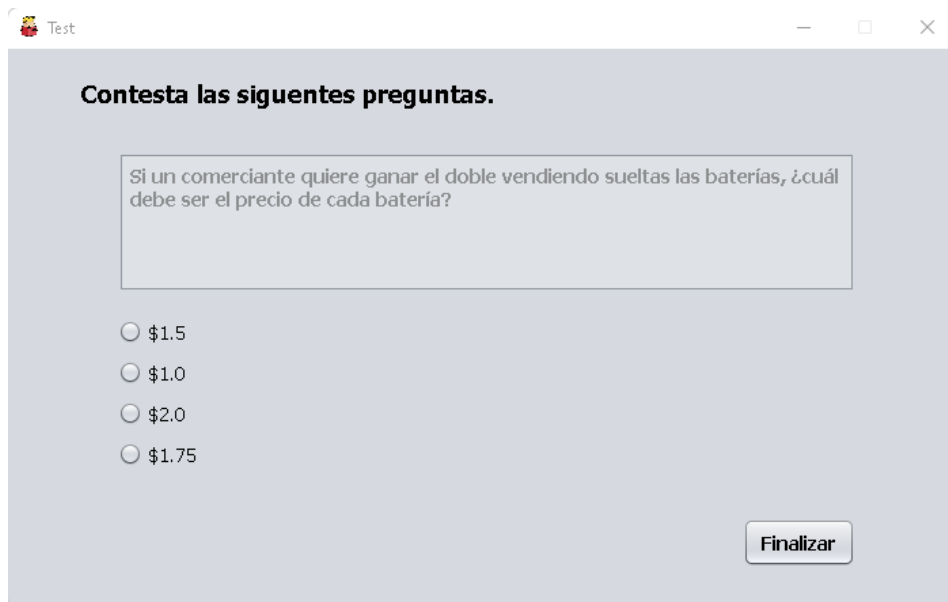 Test
Contesta las siguentes preguntas.
Si un comerciante quiere ganar el doble vendiendo sueltas las baterías, ¿cuál
debe ser el precio de cada batería?
$1.5
$1.0
$2.0
$1.75
Finalizar